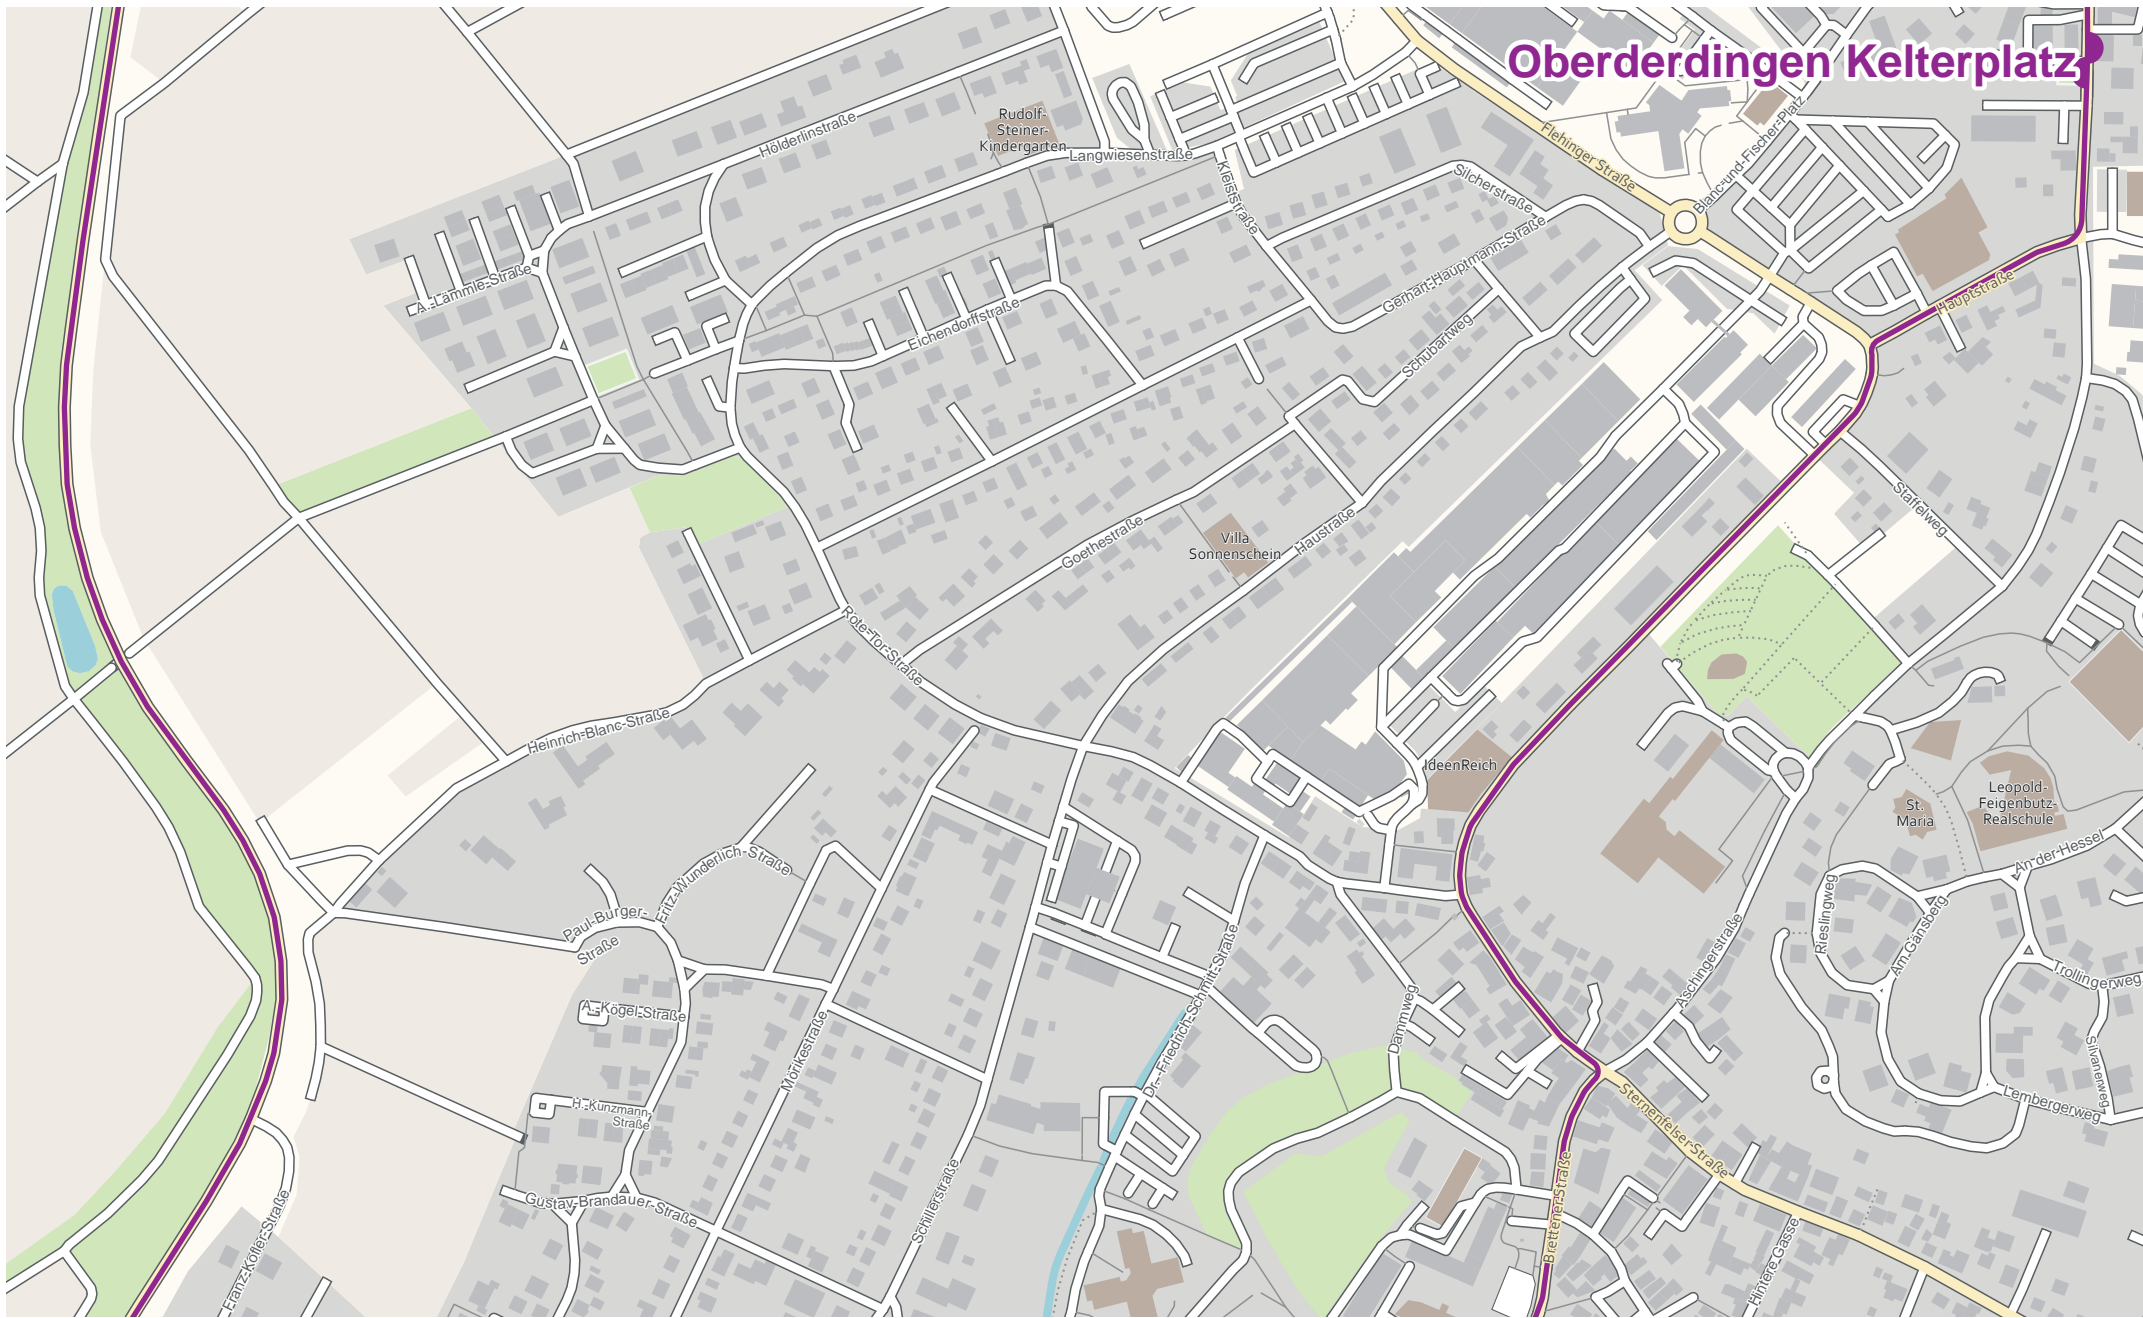 Oberderdingen Kelterplatz
Rudolf-
Steiner-
Kindergarten
Hölderlinstraße
Langwiesenstraße
Flehinger Straße
Blanc-und-Fischer-Platz
Kleiststraße
Silcherstraße
Gerhart-Hauptmann-Straße
A.-Lämmle-Straße
Eichendorffstraße
Hauptstraße
Schubartweg
Staffelweg
Goethestraße
Villa
Sonnenschein
Haustraße
Rote-Tor-Straße
Heinrich-Blanc-Straße
IdeenReich
St.
Maria
Leopold-
Feigenbutz-
Realschule
An der Hessel
Fritz-Wunderlich-Straße
Paul-Burger-
Straße
Rieslingweg
Am Gänsberg
Aschingerstraße
Trollingerweg
A.-Kögel-Straße
Dr.-Friedrich-Schmitt-Straße
Dammweg
Mörikestraße
Silvanerweg
Lembergerweg
H.-Kunzmann-
Straße
Sternenfelser-Straße
Gustav-Brandauer-Straße
Schillerstraße
Brettener-Straße
Hintere Gasse
Franz-Kofler-Straße